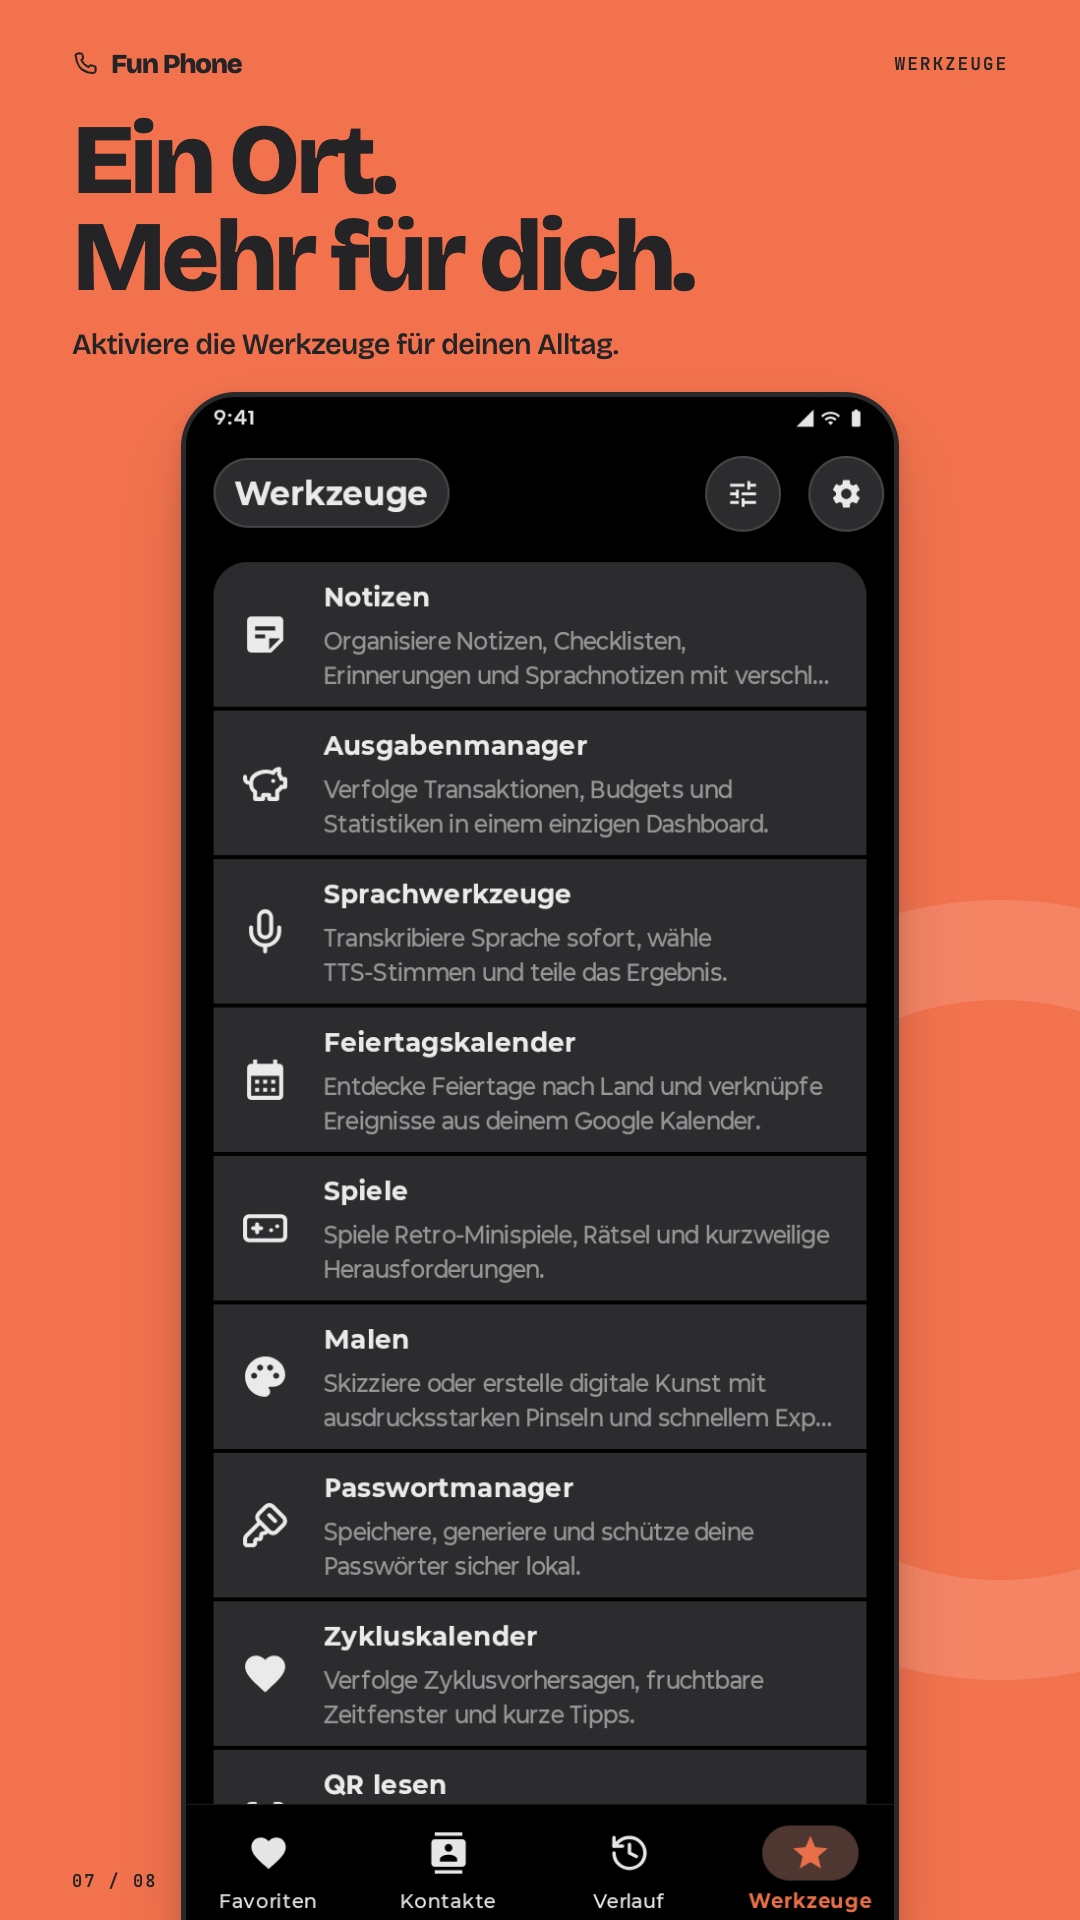 Fun Phone
WERKZEUGE
Ein Ort.
Mehr für dich.
Aktiviere die Werkzeuge für deinen Alltag.
9:41
Werkzeuge
Notizen
Organisiere Notizen, Checklisten,
Erinnerungen und Sprachnotizen mit verschl...
Ausgabenmanager
Verfolge Transaktionen, Budgets und
Statistiken in einem einzigen Dashboard.
Sprachwerkzeuge
Transkribiere Sprache sofort, wähle
TTS-Stimmen und teile das Ergebnis.
Feiertagskalender
Entdecke Feiertage nach Land und verknüpfe
Ereignisse aus deinem Google Kalender.
Spiele
Spiele Retro-Minispiele, Rätsel und kurzweilige
Herausforderungen.
Malen
Skizziere oder erstelle digitale Kunst mit
ausdrucksstarken Pinseln und schnellem Exp...
Passwortmanager
Speichere, generiere und schütze deine
Passwörter sicher lokal.
Zykluskalender
Verfolge Zyklusvorhersagen, fruchtbare
Zeitfenster und kurze Tipps.
QR lesen
Favoriten
Kontakte
Verlauf
Werkzeuge
07 / 08